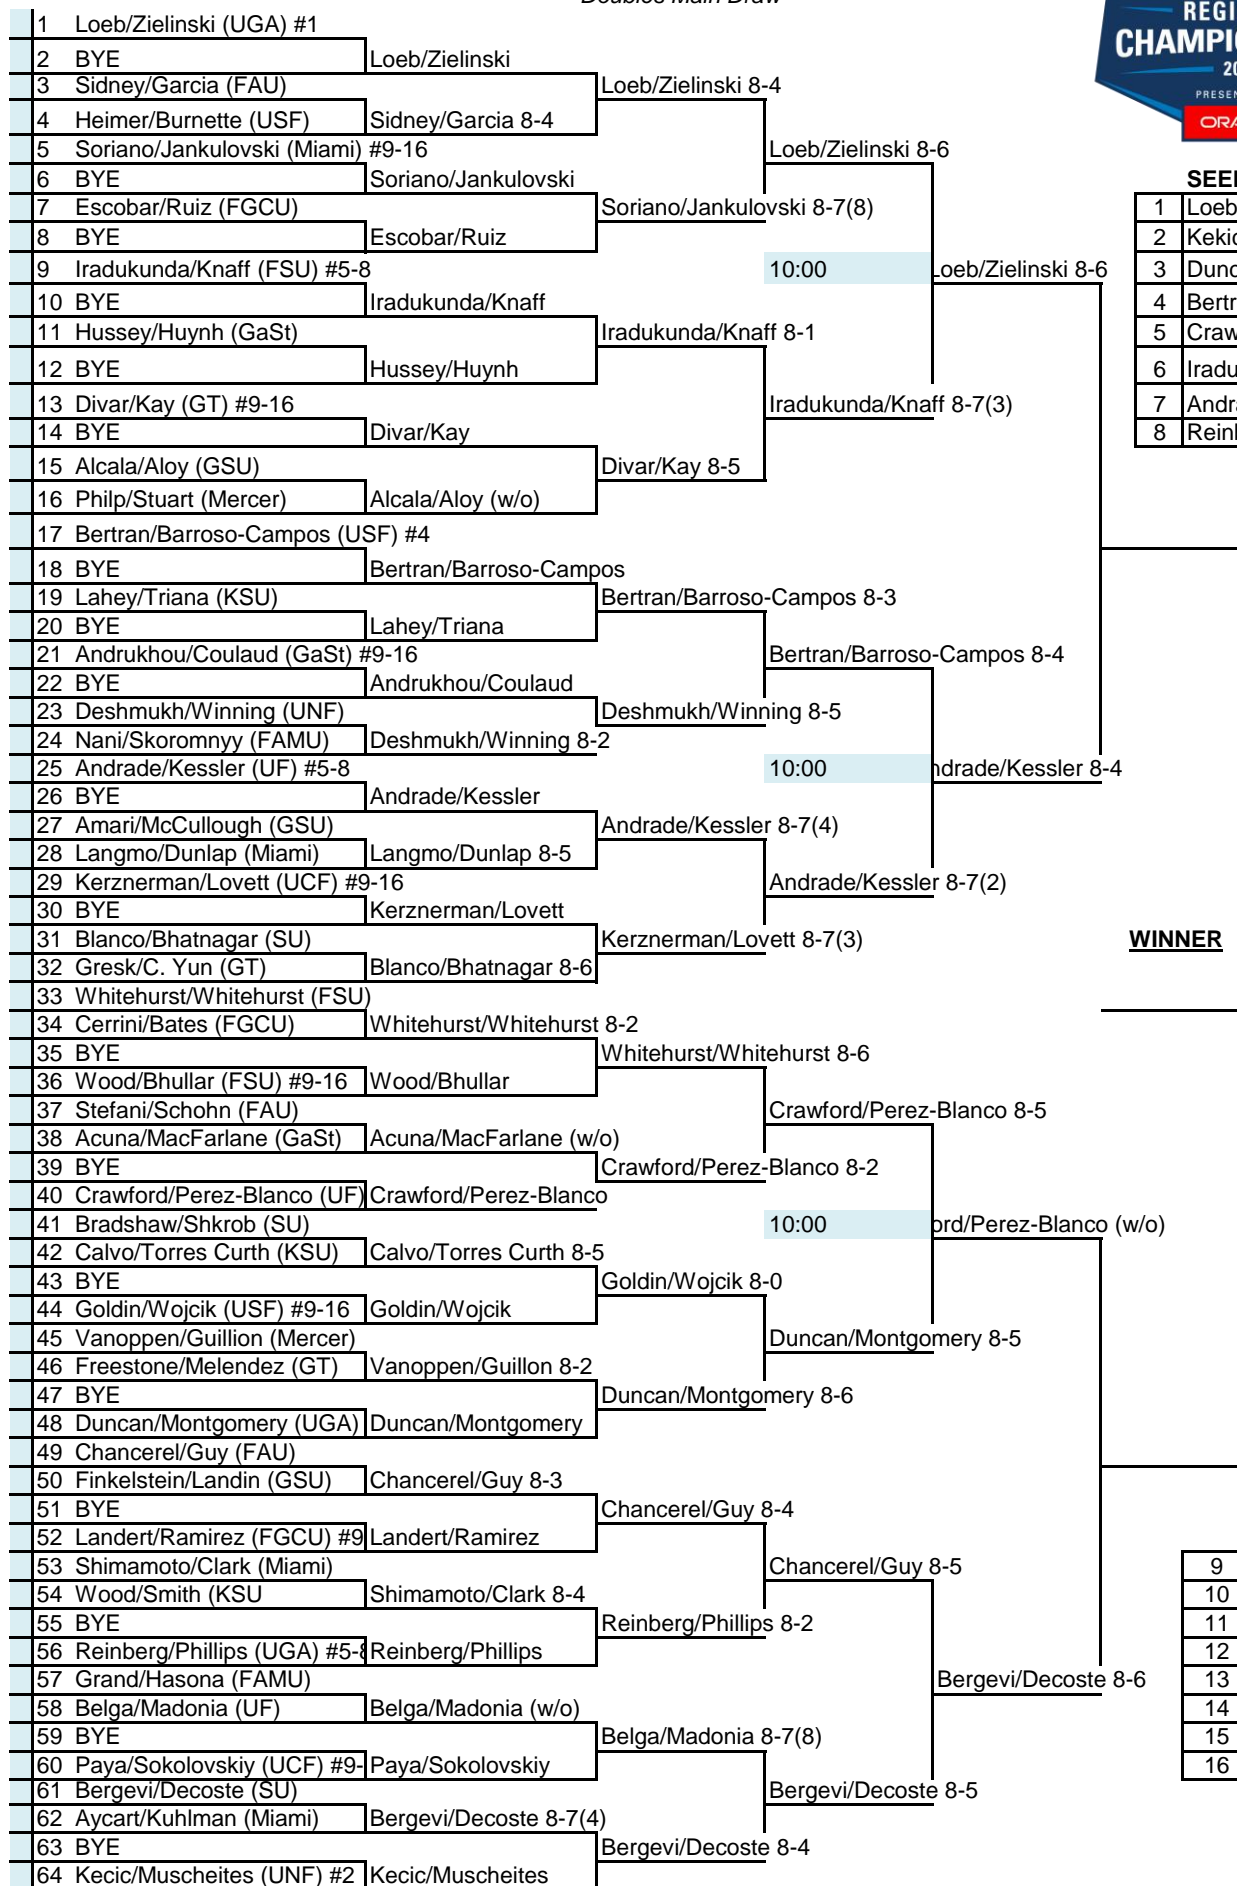 Doubles Main Draw
REGI
CHAMPI
20
PRESEN
ORA
1 Loeb/Zielinski (UGA) #1
2 BYE Loeb/Zielinski
3 Sidney/Garcia (FAU) Loeb/Zielinski 8-4
4 Heimer/Burnette (USF) Sidney/Garcia 8-4
5 Soriano/Jankulovski (Miami) #9-16 Loeb/Zielinski 8-6
6 BYE Soriano/Jankulovski SEE
7 Escobar/Ruiz (FGCU) Soriano/Jankulovski 8-7(8) 1 Loeb
8 BYE Escobar/Ruiz 2 Kekic
9 Iradukunda/Knaff (FSU) #5-8 10:00 Loeb/Zielinski 8-6 3 Dunc
10 BYE Iradukunda/Knaff 4 Bertr
11 Hussey/Huynh (GaSt) Iradukunda/Knaff 8-1 5 Craw
12 BYE Hussey/Huynh 6 Iradu
13 Divar/Kay (GT) #9-16 Iradukunda/Knaff 8-7(3) 7 Andra
14 BYE Divar/Kay 8 Rein
15 Alcala/Aloy (GSU) Divar/Kay 8-5
16 Philp/Stuart (Mercer) Alcala/Aloy (w/o)
17 Bertran/Barroso-Campos (USF) #4
18 BYE Bertran/Barroso-Campos
19 Lahey/Triana (KSU) Bertran/Barroso-Campos 8-3
20 BYE Lahey/Triana
21 Andrukhou/Coulaud (GaSt) #9-16 Bertran/Barroso-Campos 8-4
22 BYE Andrukhou/Coulaud
23 Deshmukh/Winning (UNF) Deshmukh/Winning 8-5
24 Nani/Skoromnyy (FAMU) Deshmukh/Winning 8-2
25 Andrade/Kessler (UF) #5-8 10:00 ndrade/Kessler 8-4
26 BYE Andrade/Kessler
27 Amari/McCullough (GSU) Andrade/Kessler 8-7(4)
28 Langmo/Dunlap (Miami) Langmo/Dunlap 8-5
29 Kerznerman/Lovett (UCF) #9-16 Andrade/Kessler 8-7(2)
30 BYE Kerznerman/Lovett
31 Blanco/Bhatnagar (SU) Kerznerman/Lovett 8-7(3) WINNER
32 Gresk/C. Yun (GT) Blanco/Bhatnagar 8-6
33 Whitehurst/Whitehurst (FSU)
34 Cerrini/Bates (FGCU) Whitehurst/Whitehurst 8-2
35 BYE Whitehurst/Whitehurst 8-6
36 Wood/Bhullar (FSU) #9-16 Wood/Bhullar
37 Stefani/Schohn (FAU) Crawford/Perez-Blanco 8-5
38 Acuna/MacFarlane (GaSt) Acuna/MacFarlane (w/o)
39 BYE Crawford/Perez-Blanco 8-2
40 Crawford/Perez-Blanco (UF) Crawford/Perez-Blanco
41 Bradshaw/Shkrob (SU) 10:00 ord/Perez-Blanco (w/o)
42 Calvo/Torres Curth (KSU) Calvo/Torres Curth 8-5
43 BYE Goldin/Wojcik 8-0
44 Goldin/Wojcik (USF) #9-16 Goldin/Wojcik
45 Vanoppen/Guillion (Mercer) Duncan/Montgomery 8-5
46 Freestone/Melendez (GT) Vanoppen/Guillon 8-2
47 BYE Duncan/Montgomery 8-6
48 Duncan/Montgomery (UGA) Duncan/Montgomery
49 Chancerel/Guy (FAU)
50 Finkelstein/Landin (GSU) Chancerel/Guy 8-3
51 BYE Chancerel/Guy 8-4
52 Landert/Ramirez (FGCU) #9 Landert/Ramirez
53 Shimamoto/Clark (Miami) Chancerel/Guy 8-5 9
54 Wood/Smith (KSU Shimamoto/Clark 8-4 10
55 BYE Reinberg/Phillips 8-2 11
56 Reinberg/Phillips (UGA) #5-8 Reinberg/Phillips 12
57 Grand/Hasona (FAMU) Bergevi/Decoste 8-6 13
58 Belga/Madonia (UF) Belga/Madonia (w/o) 14
59 BYE Belga/Madonia 8-7(8) 15
60 Paya/Sokolovskiy (UCF) #9- Paya/Sokolovskiy 16
61 Bergevi/Decoste (SU) Bergevi/Decoste 8-5
62 Aycart/Kuhlman (Miami) Bergevi/Decoste 8-7(4)
63 BYE Bergevi/Decoste 8-4
64 Kecic/Muscheites (UNF) #2 Kecic/Muscheites